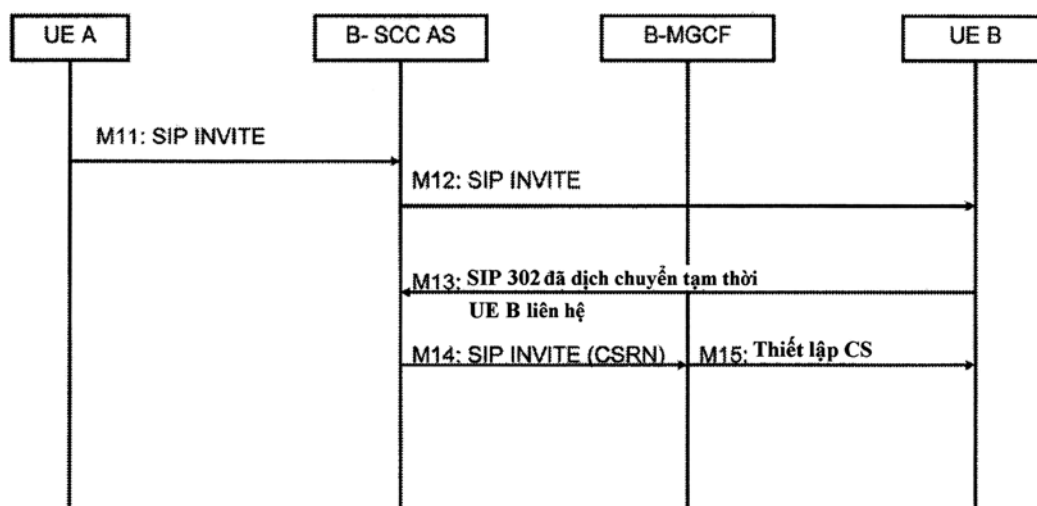 UE A
B- SCC AS
B-MGCF
UE B
M11: SIP INVITE
M12: SIP INVITE
M13: SIP 302 đã dịch chuyển tạm thời
UE B liên hệ
M14: SIP INVITE (CSRN)
M15: Thiết lập CS